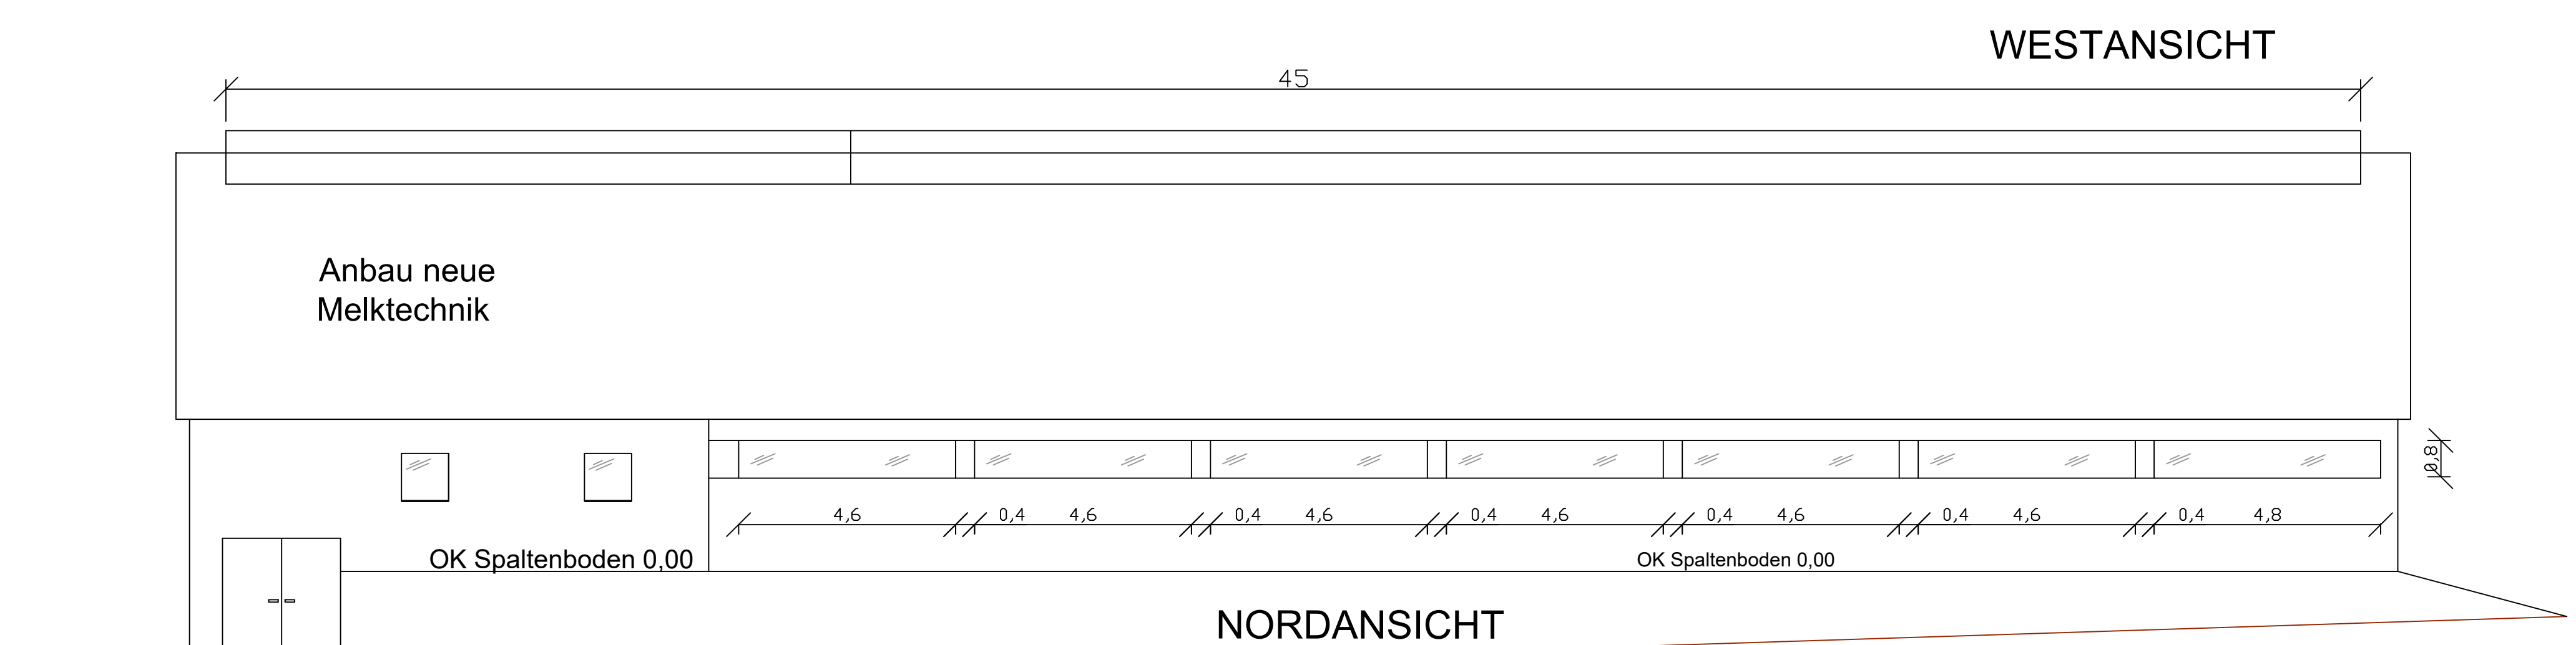 WESTANSICHT
45
Anbau neue
Melktechnik
0,8
4,6 0,4 4,6 0,4 4,6 0,4 4,6 0,4 4,6 0,4 4,6 0,4 4,8
OK Spaltenboden 0,00
OK Spaltenboden 0,00
NORDANSICHT